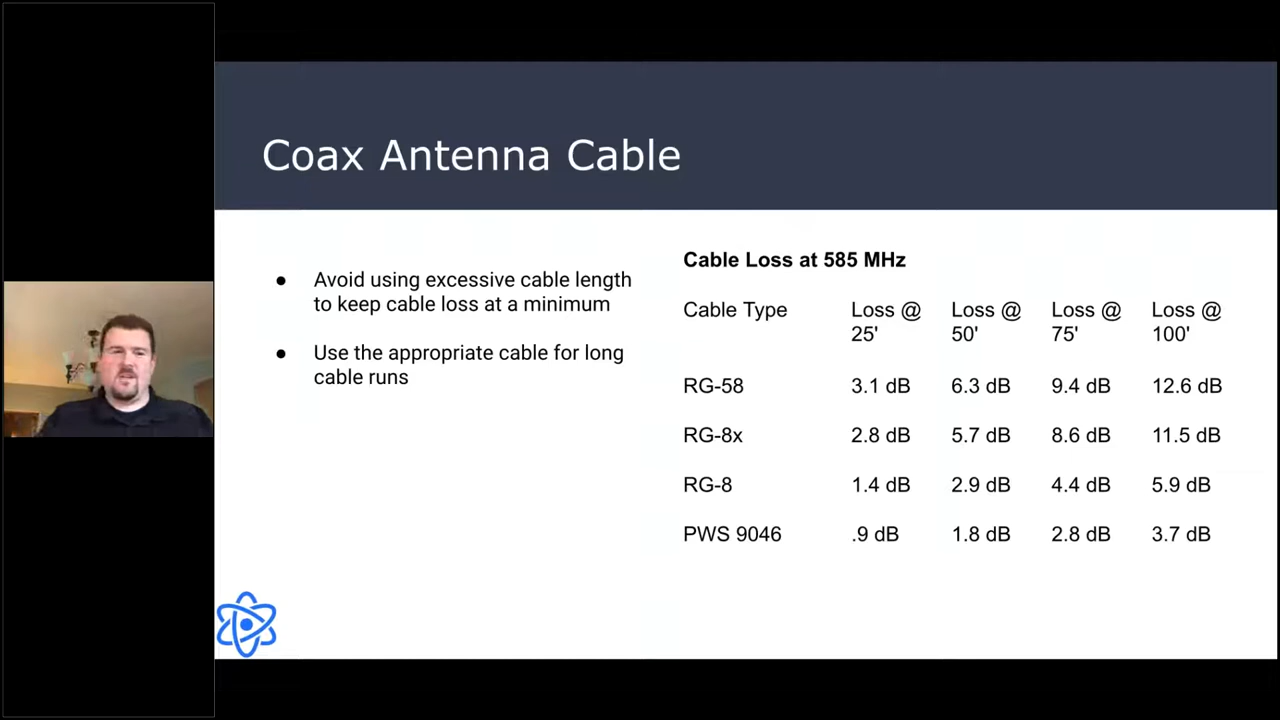 Coax Antenna Cable
● Avoid using excessive cable length
to keep cable loss at a minimum
● Use the appropriate cable for long
cable runs
Cable Loss at 585 MHz
Cable Type Loss @ 25' Loss @ 50' Loss @ 75' Loss @ 100'
RG-58 3.1 dB 6.3 dB 9.4 dB 12.6 dB
RG-8x 2.8 dB 5.7 dB 8.6 dB 11.5 dB
RG-8 1.4 dB 2.9 dB 4.4 dB 5.9 dB
PWS 9046 .9 dB 1.8 dB 2.8 dB 3.7 dB